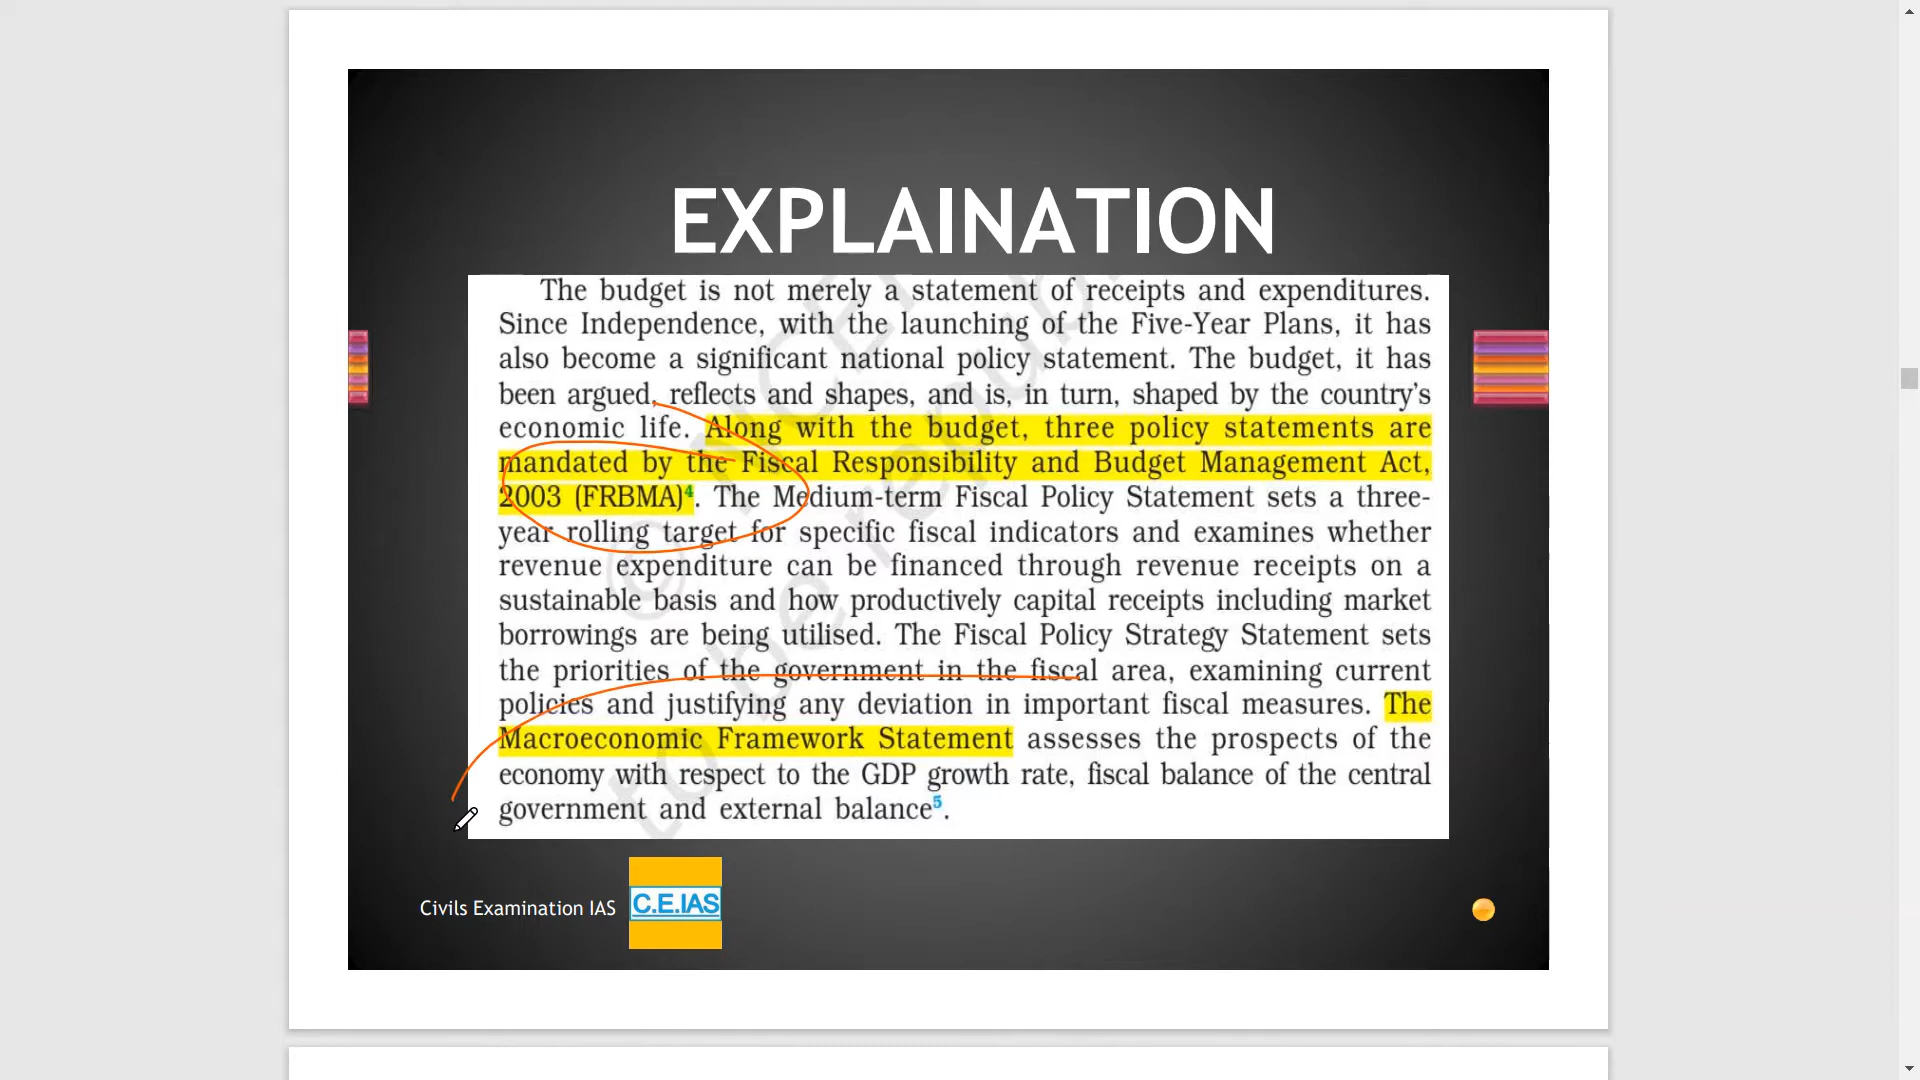 EXPLAINATION
The budget is not merely a statement of receipts and expenditures.
Since Independence, with the launching of the Five-Year Plans, it has
also become a significant national policy statement. The budget, it has
been argued, reflects and shapes, and is, in turn, shaped by the country's
economic life. Along with the budget, three policy statements are
mandated by the Fiscal Responsibility and Budget Management Act,
2003 (FRBMA)4. The Medium-term Fiscal Policy Statement sets a three-
year rolling target for specific fiscal indicators and examines whether
revenue expenditure can be financed through revenue receipts on a
sustainable basis and how productively capital receipts including market
borrowings are being utilised. The Fiscal Policy Strategy Statement sets
the priorities of the government in the fiscal area, examining current
policies and justifying any deviation in important fiscal measures. The
Macroeconomic Framework Statement assesses the prospects of the
economy with respect to the GDP growth rate, fiscal balance of the central
government and external balance5.
Civils Examination IAS
C.E.IAS